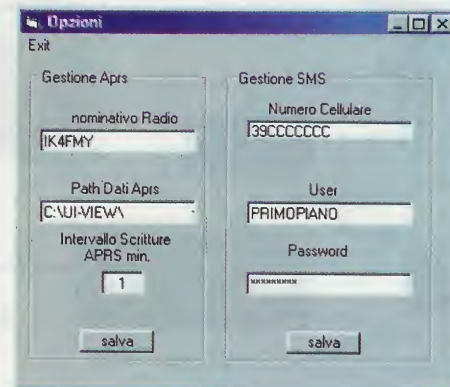 Opzioni
Exit
Gestione Aprs
nominativo Radio
IK4FMY
Path Dati Aprs
C:\UI-VIEW\
Intervallo Scritture
APRS min.
1
salva
Gestione SMS
Numero Cellulare
39CCCCCCC
User
PRIMOPIANO
Password
xxxxxxxxx
salva